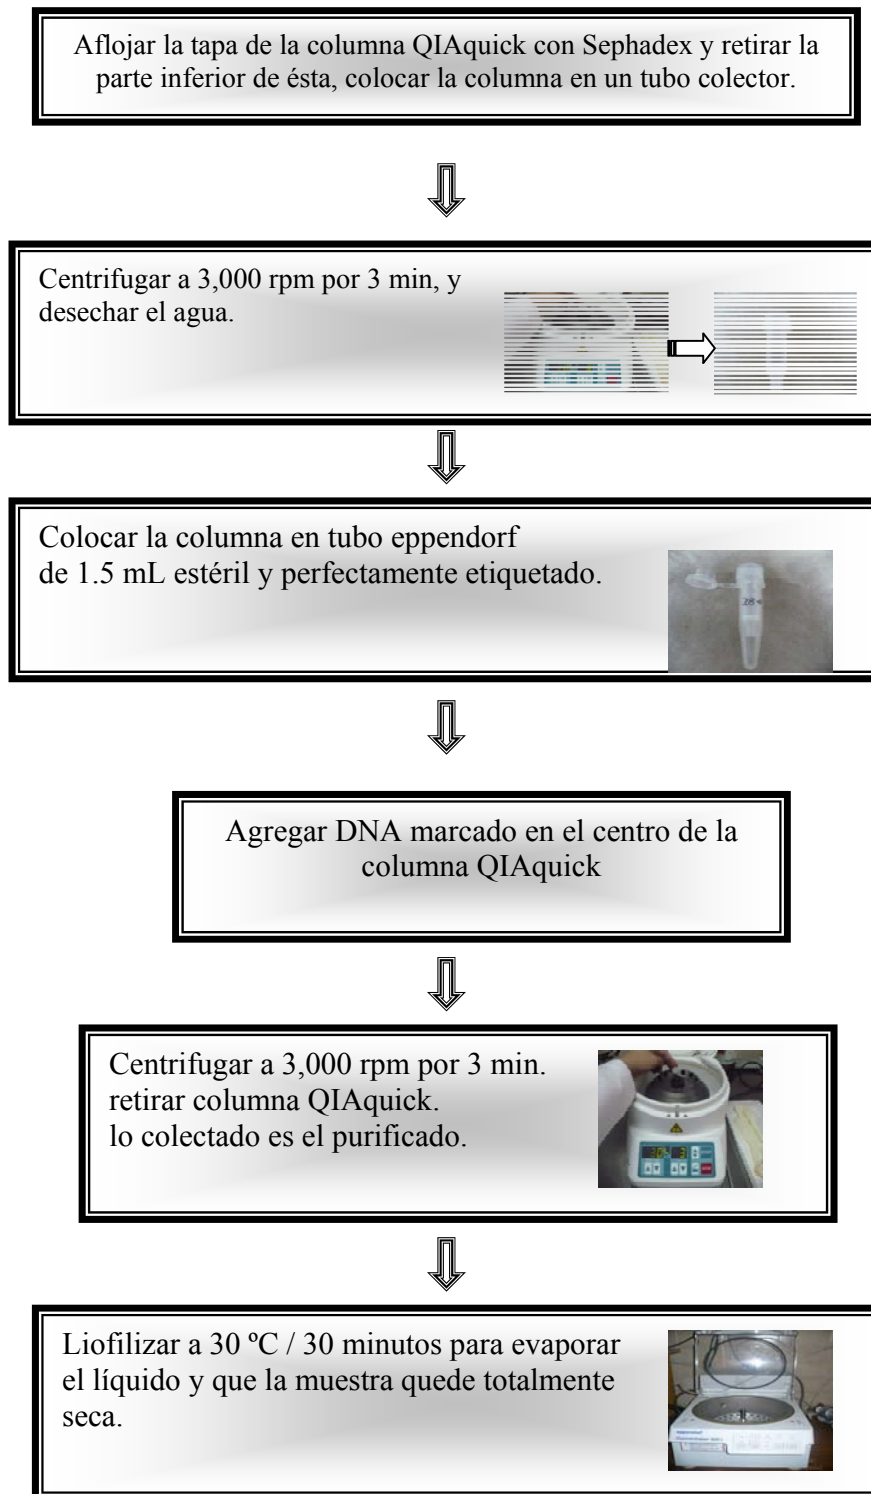 Aflojar la tapa de la columna QIAquick con Sephadex y retirar la
parte inferior de ésta, colocar la columna en un tubo colector.
Centrifugar a 3,000 rpm por 3 min, y
desechar el agua.
Colocar la columna en tubo eppendorf
de 1.5 mL estéril y perfectamente etiquetado.
Agregar DNA marcado en el centro de la
columna QIAquick
Centrifugar a 3,000 rpm por 3 min.
retirar columna QIAquick.
lo colectado es el purificado.
Liofilizar a 30 ºC / 30 minutos para evaporar
el líquido y que la muestra quede totalmente
seca.